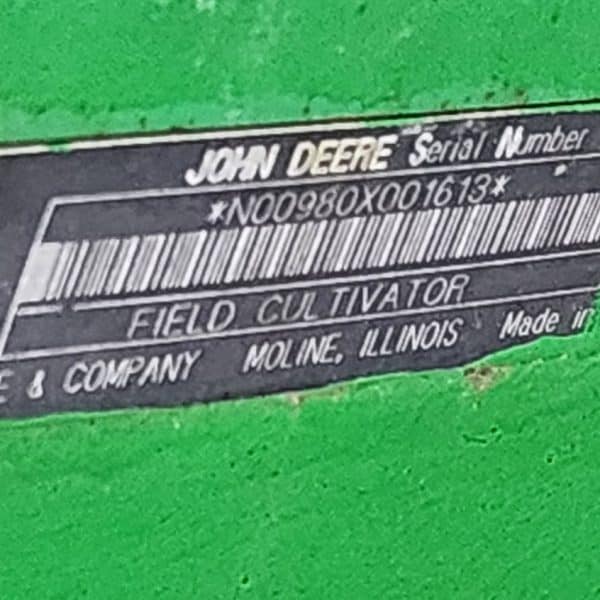 JOHN DEERE Serial Number
*N00980X001613*
FIELD CULTIVATOR
E & COMPANY MOLINE, ILLINOIS Made in